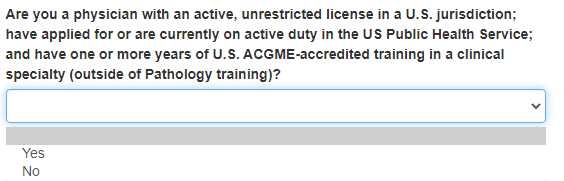 Are you a physician with an active, unrestricted license in a U.S. jurisdiction;
have applied for or are currently on active duty in the US Public Health Service;
and have one or more years of U.S. ACGME-accredited training in a clinical
specialty (outside of Pathology training)?
Yes
No